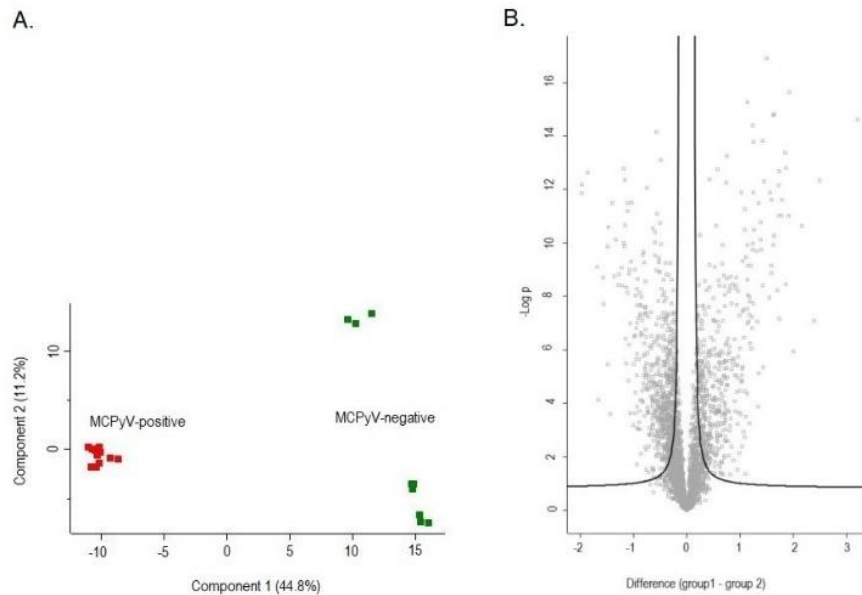 A.
Component 2 (11.2%)
10
0
MCPyV-positive
MCPyV-negative
-10
-5
0
5
10
15
Component 1 (44.8%)
B.
-Log p
16
14
12
10
8
6
4
2
0
-2
-1
0
1
2
3
Difference (group1 - group 2)